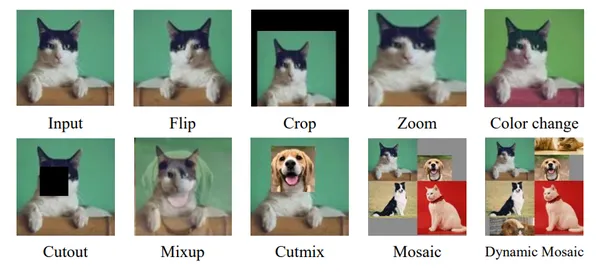 Input
Flip
Crop
Zoom
Color change
Cutout
Mixup
Cutmix
Mosaic
Dynamic Mosaic